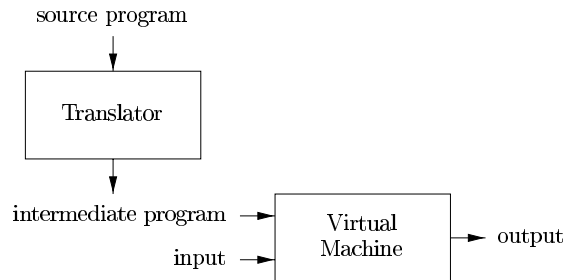 source program
Translator
intermediate program
input
Virtual
Machine
output